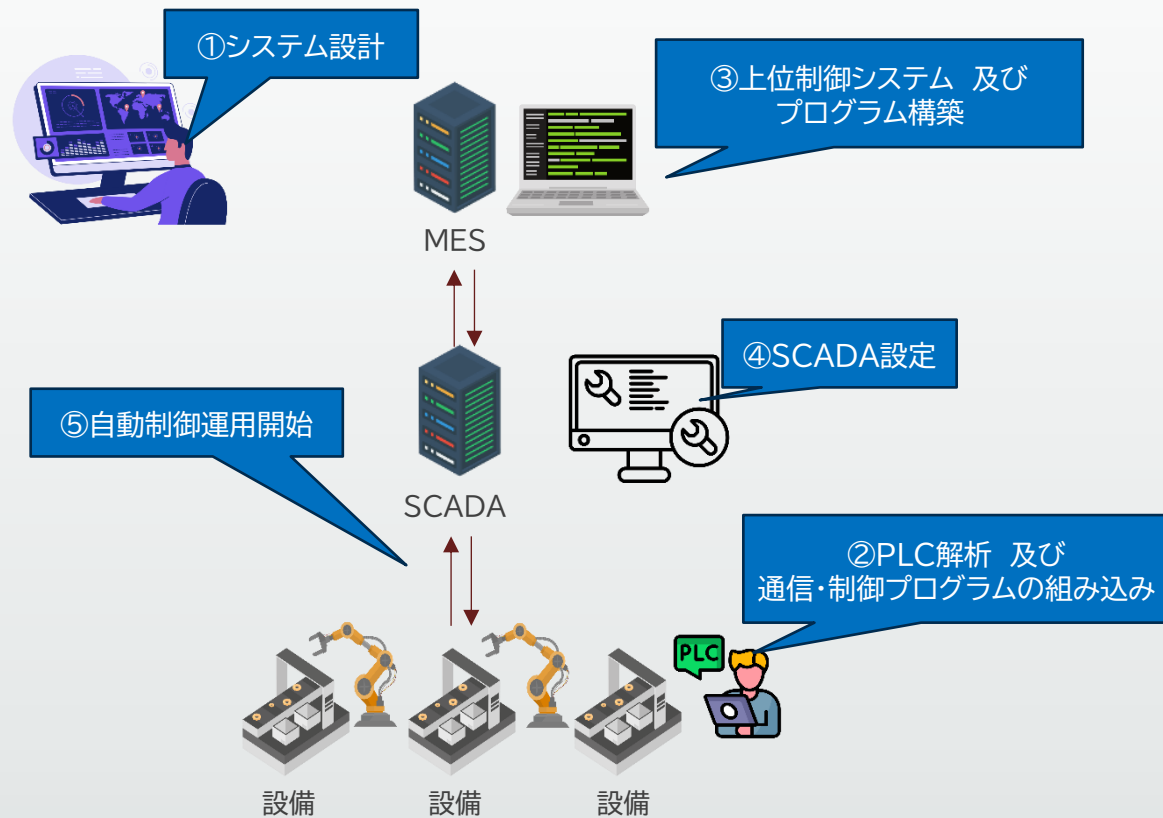 ①システム設計
③上位制御システム 及び
プログラム構築
MES
④SCADA設定
⑤自動制御運用開始
SCADA
②PLC解析 及び
通信・制御プログラムの組み込み
PLC
設備
設備
設備